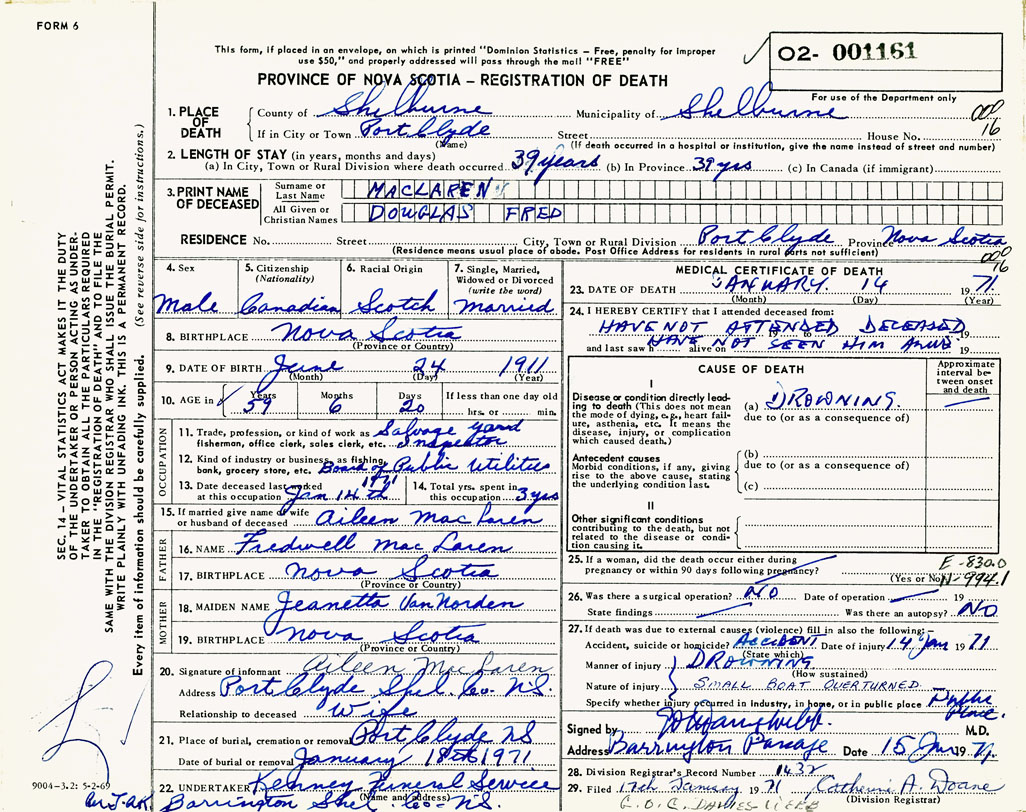 FORM 6
This form, if placed in an envelope, on which is printed "Dominion Statistics – Free, penalty for improper
use $50," and properly addressed will pass through the mail "FREE"
O2- 001161
PROVINCE OF NOVA SCOTIA – REGISTRATION OF DEATH
For use of the Department only
000
16
1. PLACE OF DEATH
County of Shelburne Municipality of Shelburne
If in City or Town Port Clyde Street House No.
(Name) (If death occurred in a hospital or institution, give the name instead of street and number)
2. LENGTH OF STAY (in years, months and days)
(a) In City, Town or Rural Division where death occurred 39 years (b) In Province 39 yrs (c) In Canada (if immigrant)
3. PRINT NAME OF DECEASED
Surname or Last Name MACLAREN
All Given or Christian Names DOUGLAS FRED
RESIDENCE No. Street City, Town or Rural Division Port Clyde Province Nova Scotia
(Residence means usual place of abode. Post Office Address for residents in rural parts not sufficient)
000
16
4. Sex Male
5. Citizenship (Nationality) Canadian
6. Racial Origin Scotch
7. Single, Married, Widowed or Divorced (write the word) Married
8. BIRTHPLACE Nova Scotia
(Province or Country)
9. DATE OF BIRTH June 24 1911
(Month) (Day) (Year)
10. AGE in Years 59 Months 6 Days 20 If less than one day old hrs. or min.
OCCUPATION
11. Trade, profession, or kind of work as Salvage yard
fisherman, office clerk, sales clerk, etc. Inspector
12. Kind of industry or business, as fishing,
bank, grocery store, etc. Board of Public Utilities
13. Date deceased last worked 1971
at this occupation Jan 14th
14. Total yrs. spent in
this occupation 3 yrs
15. If married give name of wife
or husband of deceased Aileen MacLaren
FATHER
16. NAME Fredwell MacLaren
17. BIRTHPLACE Nova Scotia
(Province or Country)
MOTHER
18. MAIDEN NAME Jeanetta VanNorden
19. BIRTHPLACE Nova Scotia
(Province or Country)
20. Signature of informant Aileen MacLaren
Address Port Clyde Shel. Co. N.S.
Relationship to deceased Wife
21. Place of burial, cremation or removal Port Clyde NS
Date of burial or removal January 18th 1971
22. UNDERTAKER Kenney Funeral Service
(Name and address)
Barrington Shel Co- N.S.
MEDICAL CERTIFICATE OF DEATH
23. DATE OF DEATH JANUARY 14 1971
(Month) (Day) (Year)
24. I HEREBY CERTIFY that I attended deceased from:
HAVE NOT ATTENDED DECEASED 19
and last saw h alive on HAVE NOT SEEN HIM ALIVE 19
CAUSE OF DEATH
Approximate interval between onset and death
I
Disease or condition directly leading to death (This does not mean the mode of dying, e.g., heart failure, asthenia, etc. It means the disease, injury, or complication which caused death.)
(a) DROWNING.
due to (or as a consequence of)
Antecedent causes
Morbid conditions, if any, giving rise to the above cause, stating the underlying condition last.
(b)
due to (or as a consequence of)
(c)
II
Other significant conditions
contributing to the death, but not related to the disease or condition causing it.
25. If a woman, did the death occur either during
pregnancy or within 90 days following pregnancy?
(Yes or No)
E-830.0
N-994.1
26. Was there a surgical operation? NO Date of operation 19
State findings Was there an autopsy? NO
27. If death was due to external causes (violence) fill in also the following:
Accident, suicide or homicide? ACCIDENT Date of injury 14 Jan 1971
(State which)
Manner of injury DROWNING
(How sustained)
Nature of injury SMALL BOAT OVERTURNED
Specify whether injury occurred in industry, in home, or in public place Public Place.
Signed by M.D.
Address Barrington Passage Date 15 Jan 1971.
28. Division Registrar's Record Number 1432
29. Filed 17th January 1971 Catherine A. Doane
(Division Registrar)
SEC. 14 – VITAL STATISTICS ACT MAKES IT THE DUTY
OF THE UNDERTAKER OR PERSON ACTING AS UNDERTAKER TO OBTAIN ALL THE PARTICULARS REQUIRED
IN THE "REGISTRATION OF DEATH" AND TO FILE THE
SAME WITH THE DIVISION REGISTRAR WHO SHALL ISSUE THE BURIAL PERMIT.
WRITE PLAINLY WITH UNFADING INK. THIS IS A PERMANENT RECORD.
Every item of information should be carefully supplied. (See reverse side for instructions.)
9004-3.2: 5-2-69